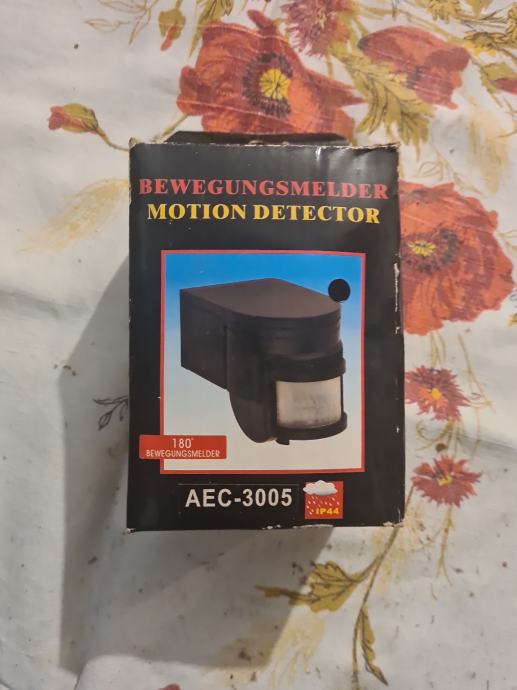 BEWEGUNGSMELDER
MOTION DETECTOR
180°
BEWEGUNGSMELDER
AEC-3005
IP44